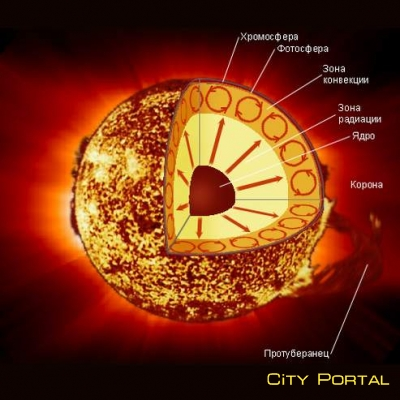 Хромосфера
Фотосфера
Зона
конвекции
Зона
радиации
Ядро
Корона
Протуберанец
CiTY PORTAL